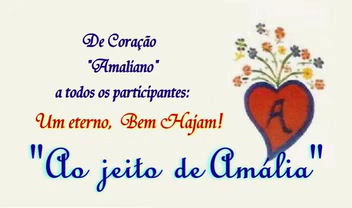 De Coração
"Amaliano"
a todos os participantes:
Um eterno, Bem Hajam!
A
"Ao jeito de Amália"